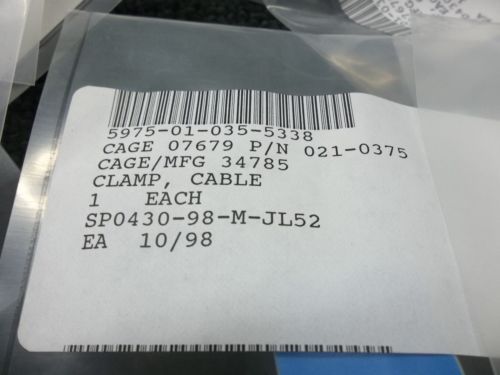 5975-01-035-5338
CAGE 07679 P/N 021-0375
CAGE/MFG 34785
CLAMP, CABLE
1 EACH
SP0430-98-M-JL52
EA 10/98